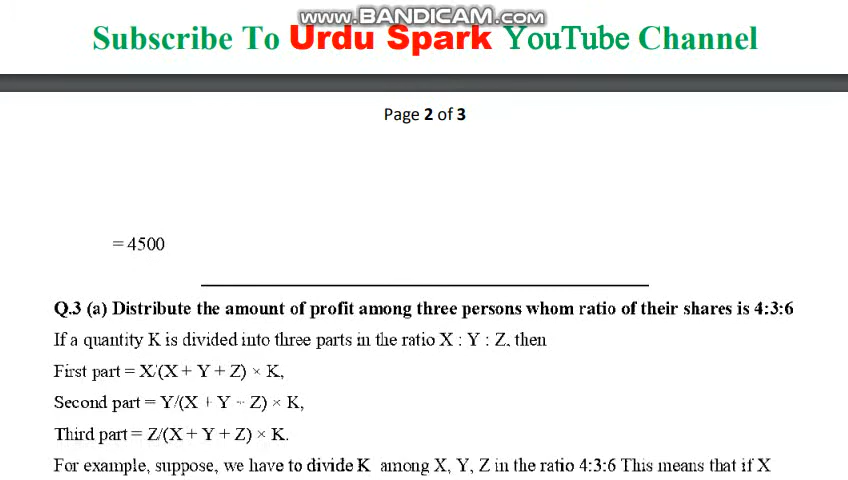 www.BANDICAM.com
Subscribe To Urdu Spark YouTube Channel
Page 2 of 3
= 4500
Q.3 (a) Distribute the amount of profit among three persons whom ratio of their shares is 4:3:6
If a quantity K is divided into three parts in the ratio X : Y : Z, then
First part = X/(X + Y + Z) × K,
Second part = Y/(X + Y + Z) × K,
Third part = Z/(X + Y + Z) × K.
For example, suppose, we have to divide K among X, Y, Z in the ratio 4:3:6 This means that if X